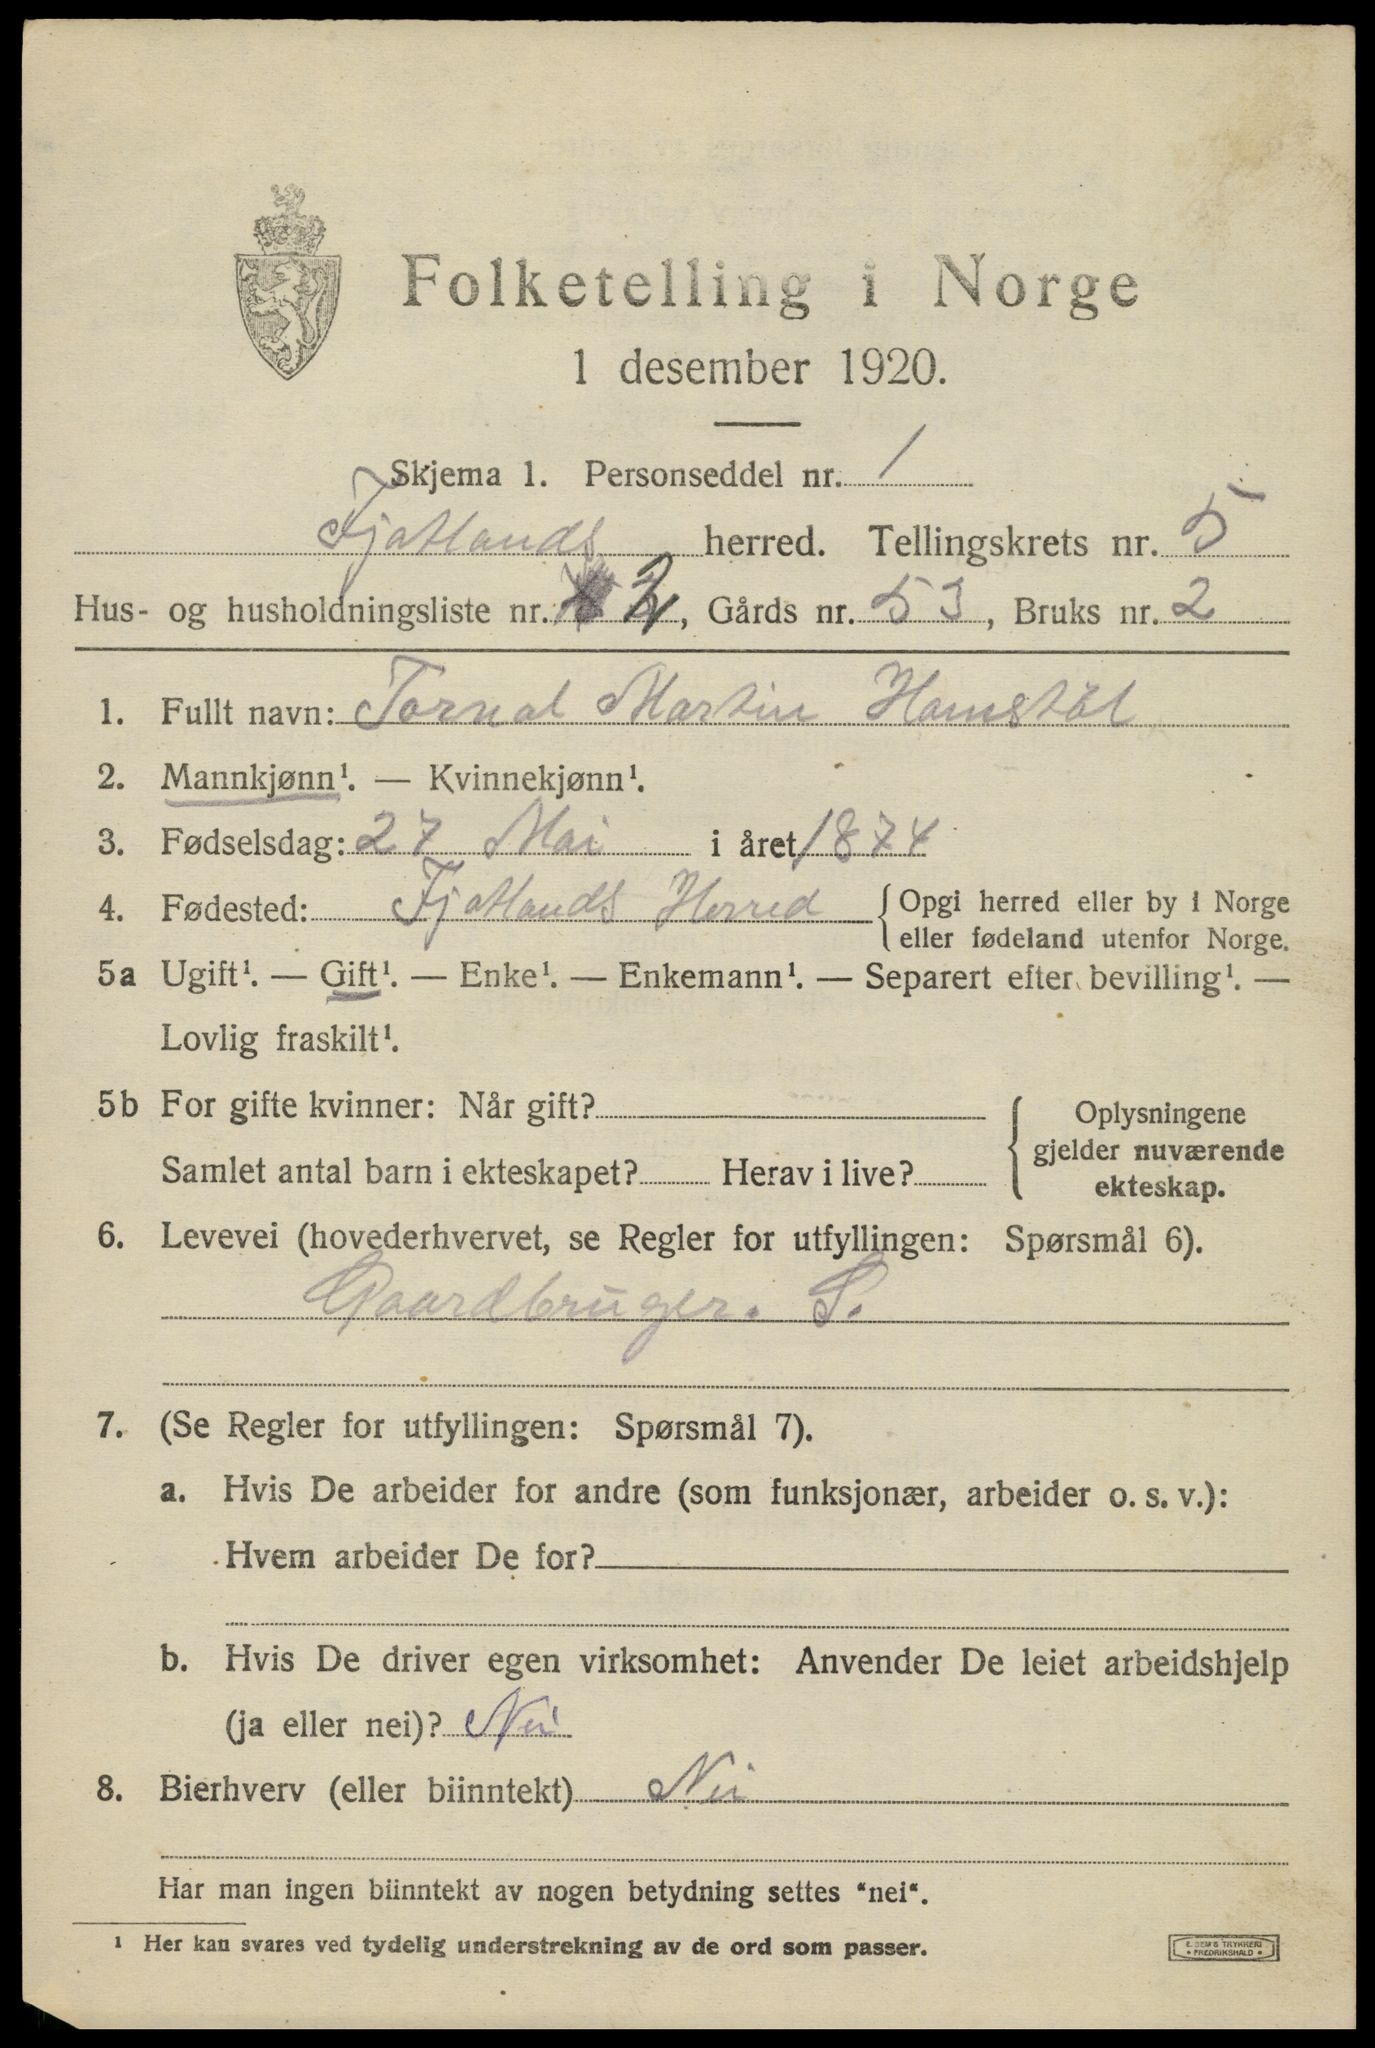 Folketelling i Norge
1 desember 1920.
Skjema 1. Personseddel nr. 1
Fjotlands herred. Tellingskrets nr. 5
Hus- og husholdningsliste nr. 2, Gårds nr. 53, Bruks nr. 2
1. Fullt navn: Tornal Martin Hamstöl
2. Mannkjønn¹. — Kvinnekjønn¹.
3. Fødselsdag: 27 Mai i året 1874
4. Fødested: Fjotlands Herred { Opgi herred eller by i Norge
eller fødeland utenfor Norge.
5a Ugift¹. — Gift¹. — Enke¹. — Enkemann¹. — Separert efter bevilling¹. —
Lovlig fraskilt¹.
5b For gifte kvinner: Når gift? { Oplysningene
gjelder nuværende
Samlet antal barn i ekteskapet? Herav i live?
ekteskap.
6. Levevei (hovederhvervet, se Regler for utfyllingen: Spørsmål 6).
Gaardbruger. S.
7. (Se Regler for utfyllingen: Spørsmål 7).
a. Hvis De arbeider for andre (som funksjonær, arbeider o. s. v.):
Hvem arbeider De for?
b. Hvis De driver egen virksomhet: Anvender De leiet arbeidshjelp
(ja eller nei)? Nei
8. Bierhverv (eller biinntekt) Nei
Har man ingen biinntekt av nogen betydning settes "nei".
¹ Her kan svares ved tydelig understrekning av de ord som passer.
E. SEM'S TRYKKERI
• FREDRIKSHALD •